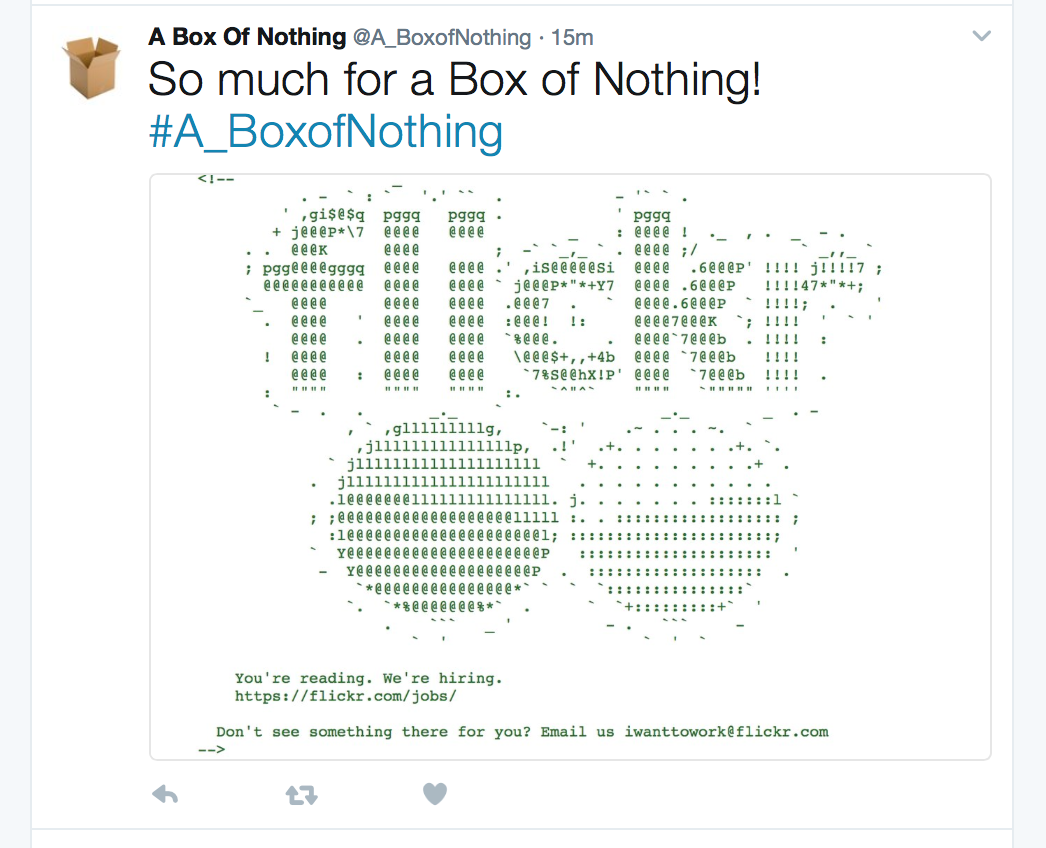 A Box Of Nothing @A_BoxofNothing · 15m
So much for a Box of Nothing!
#A_BoxofNothing
<!--
flickr
You're reading. We're hiring.
https://flickr.com/jobs/
Don't see something there for you? Email us iwanttowork@flickr.com
-->